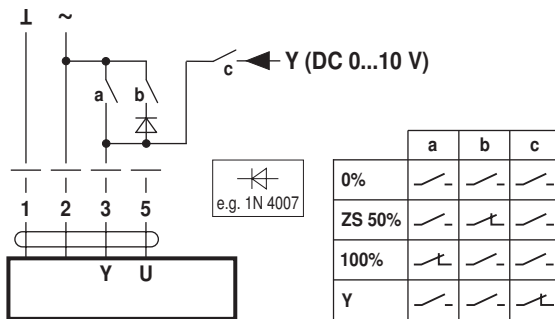 ⊥ ~
c Y (DC 0...10 V)
a b
e.g. 1N 4007
1 2 3 5
Y U
a b c
0%
ZS 50%
100%
Y